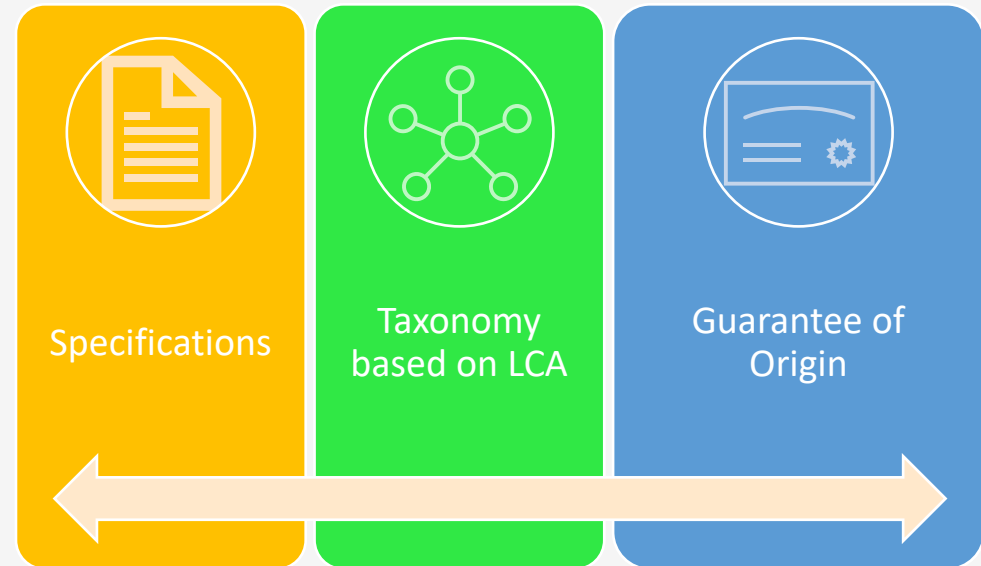 Specifications
Taxonomy
based on LCA
Guarantee of
Origin